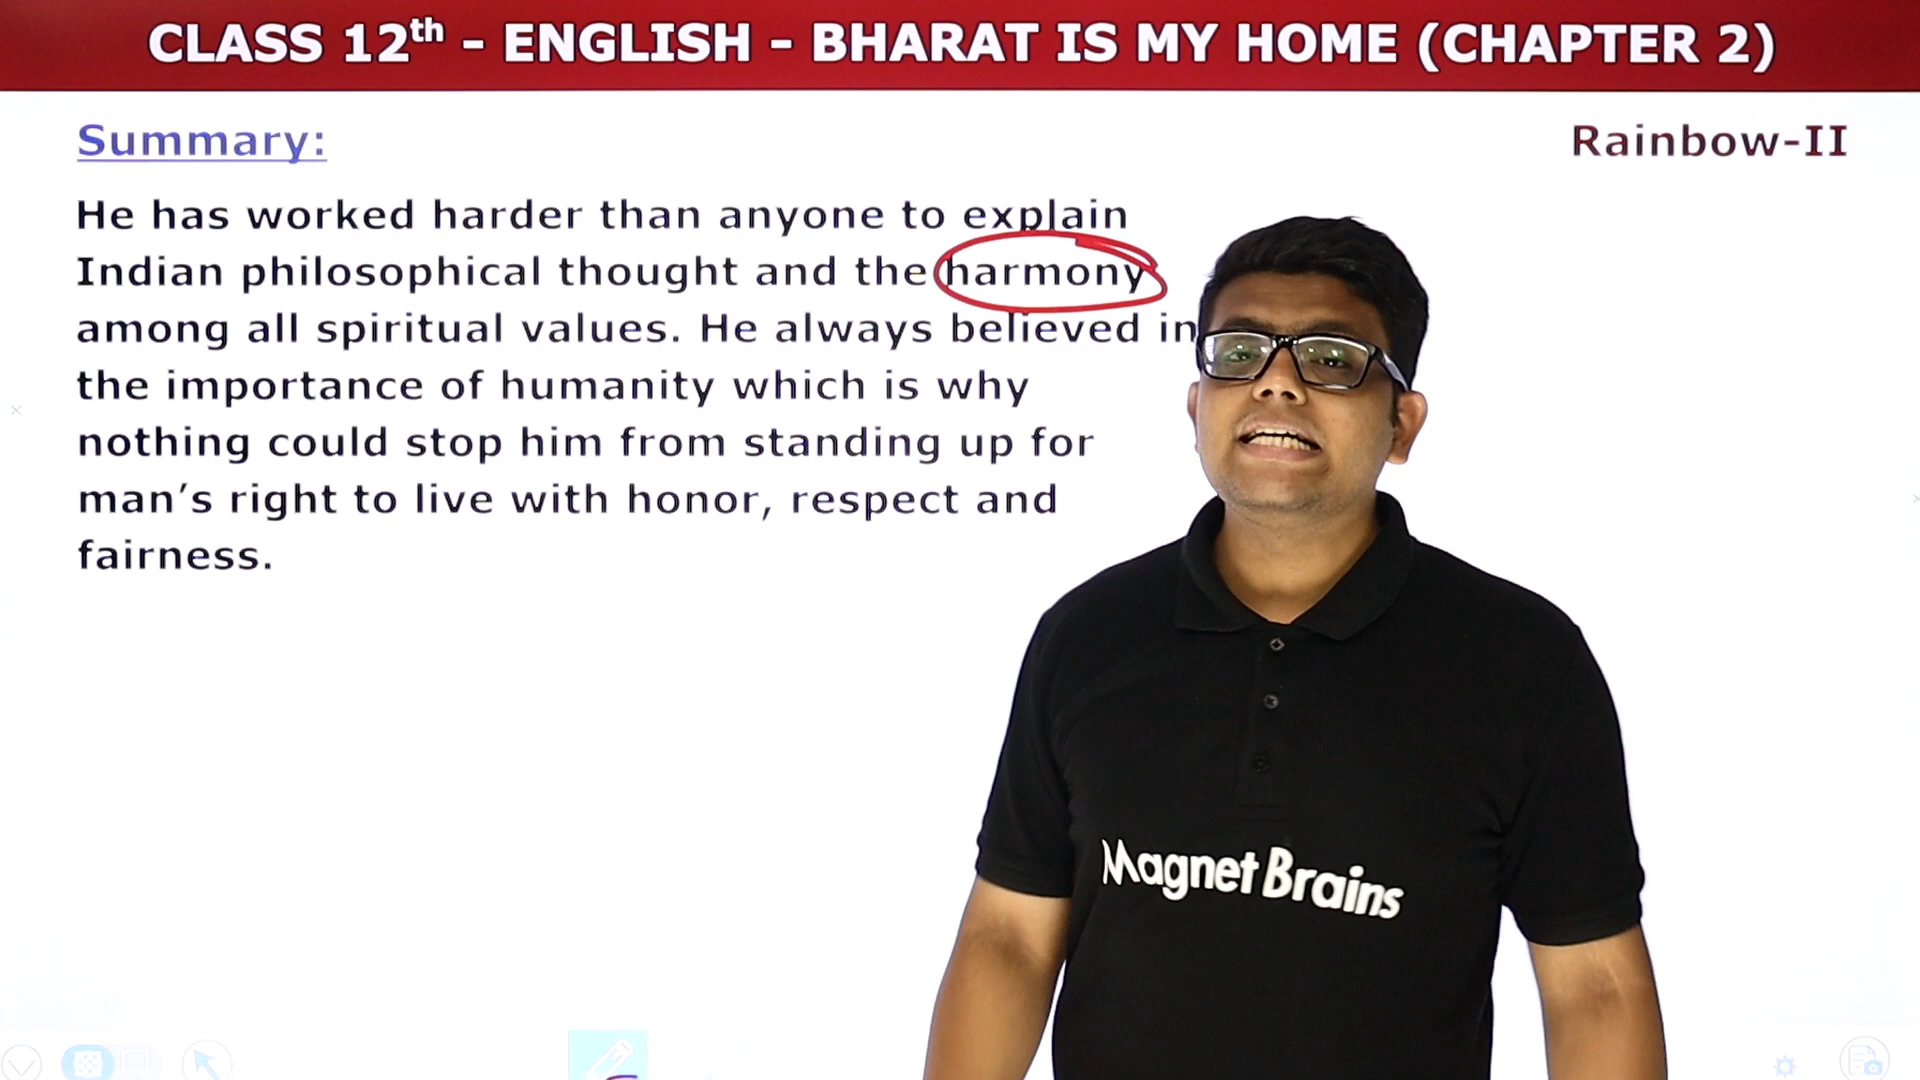 CLASS 12th - ENGLISH - BHARAT IS MY HOME (CHAPTER 2)
Summary:
Rainbow-II
He has worked harder than anyone to explain
Indian philosophical thought and the harmony
among all spiritual values. He always believed in
the importance of humanity which is why
nothing could stop him from standing up for
man’s right to live with honor, respect and
fairness.
Magnet Brains